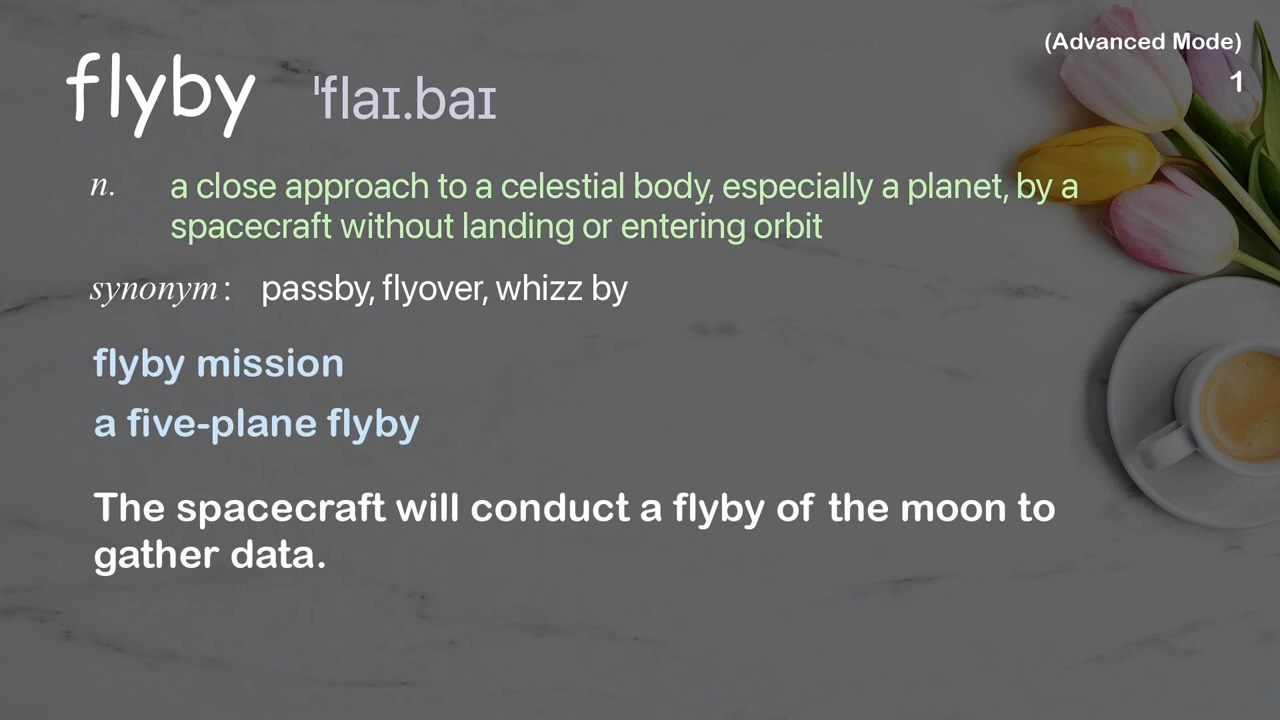 (Advanced Mode)
1
flyby ˈflaɪ.baɪ
n. a close approach to a celestial body, especially a planet, by a
spacecraft without landing or entering orbit
synonym : passby, flyover, whizz by
flyby mission
a five-plane flyby
The spacecraft will conduct a flyby of the moon to
gather data.